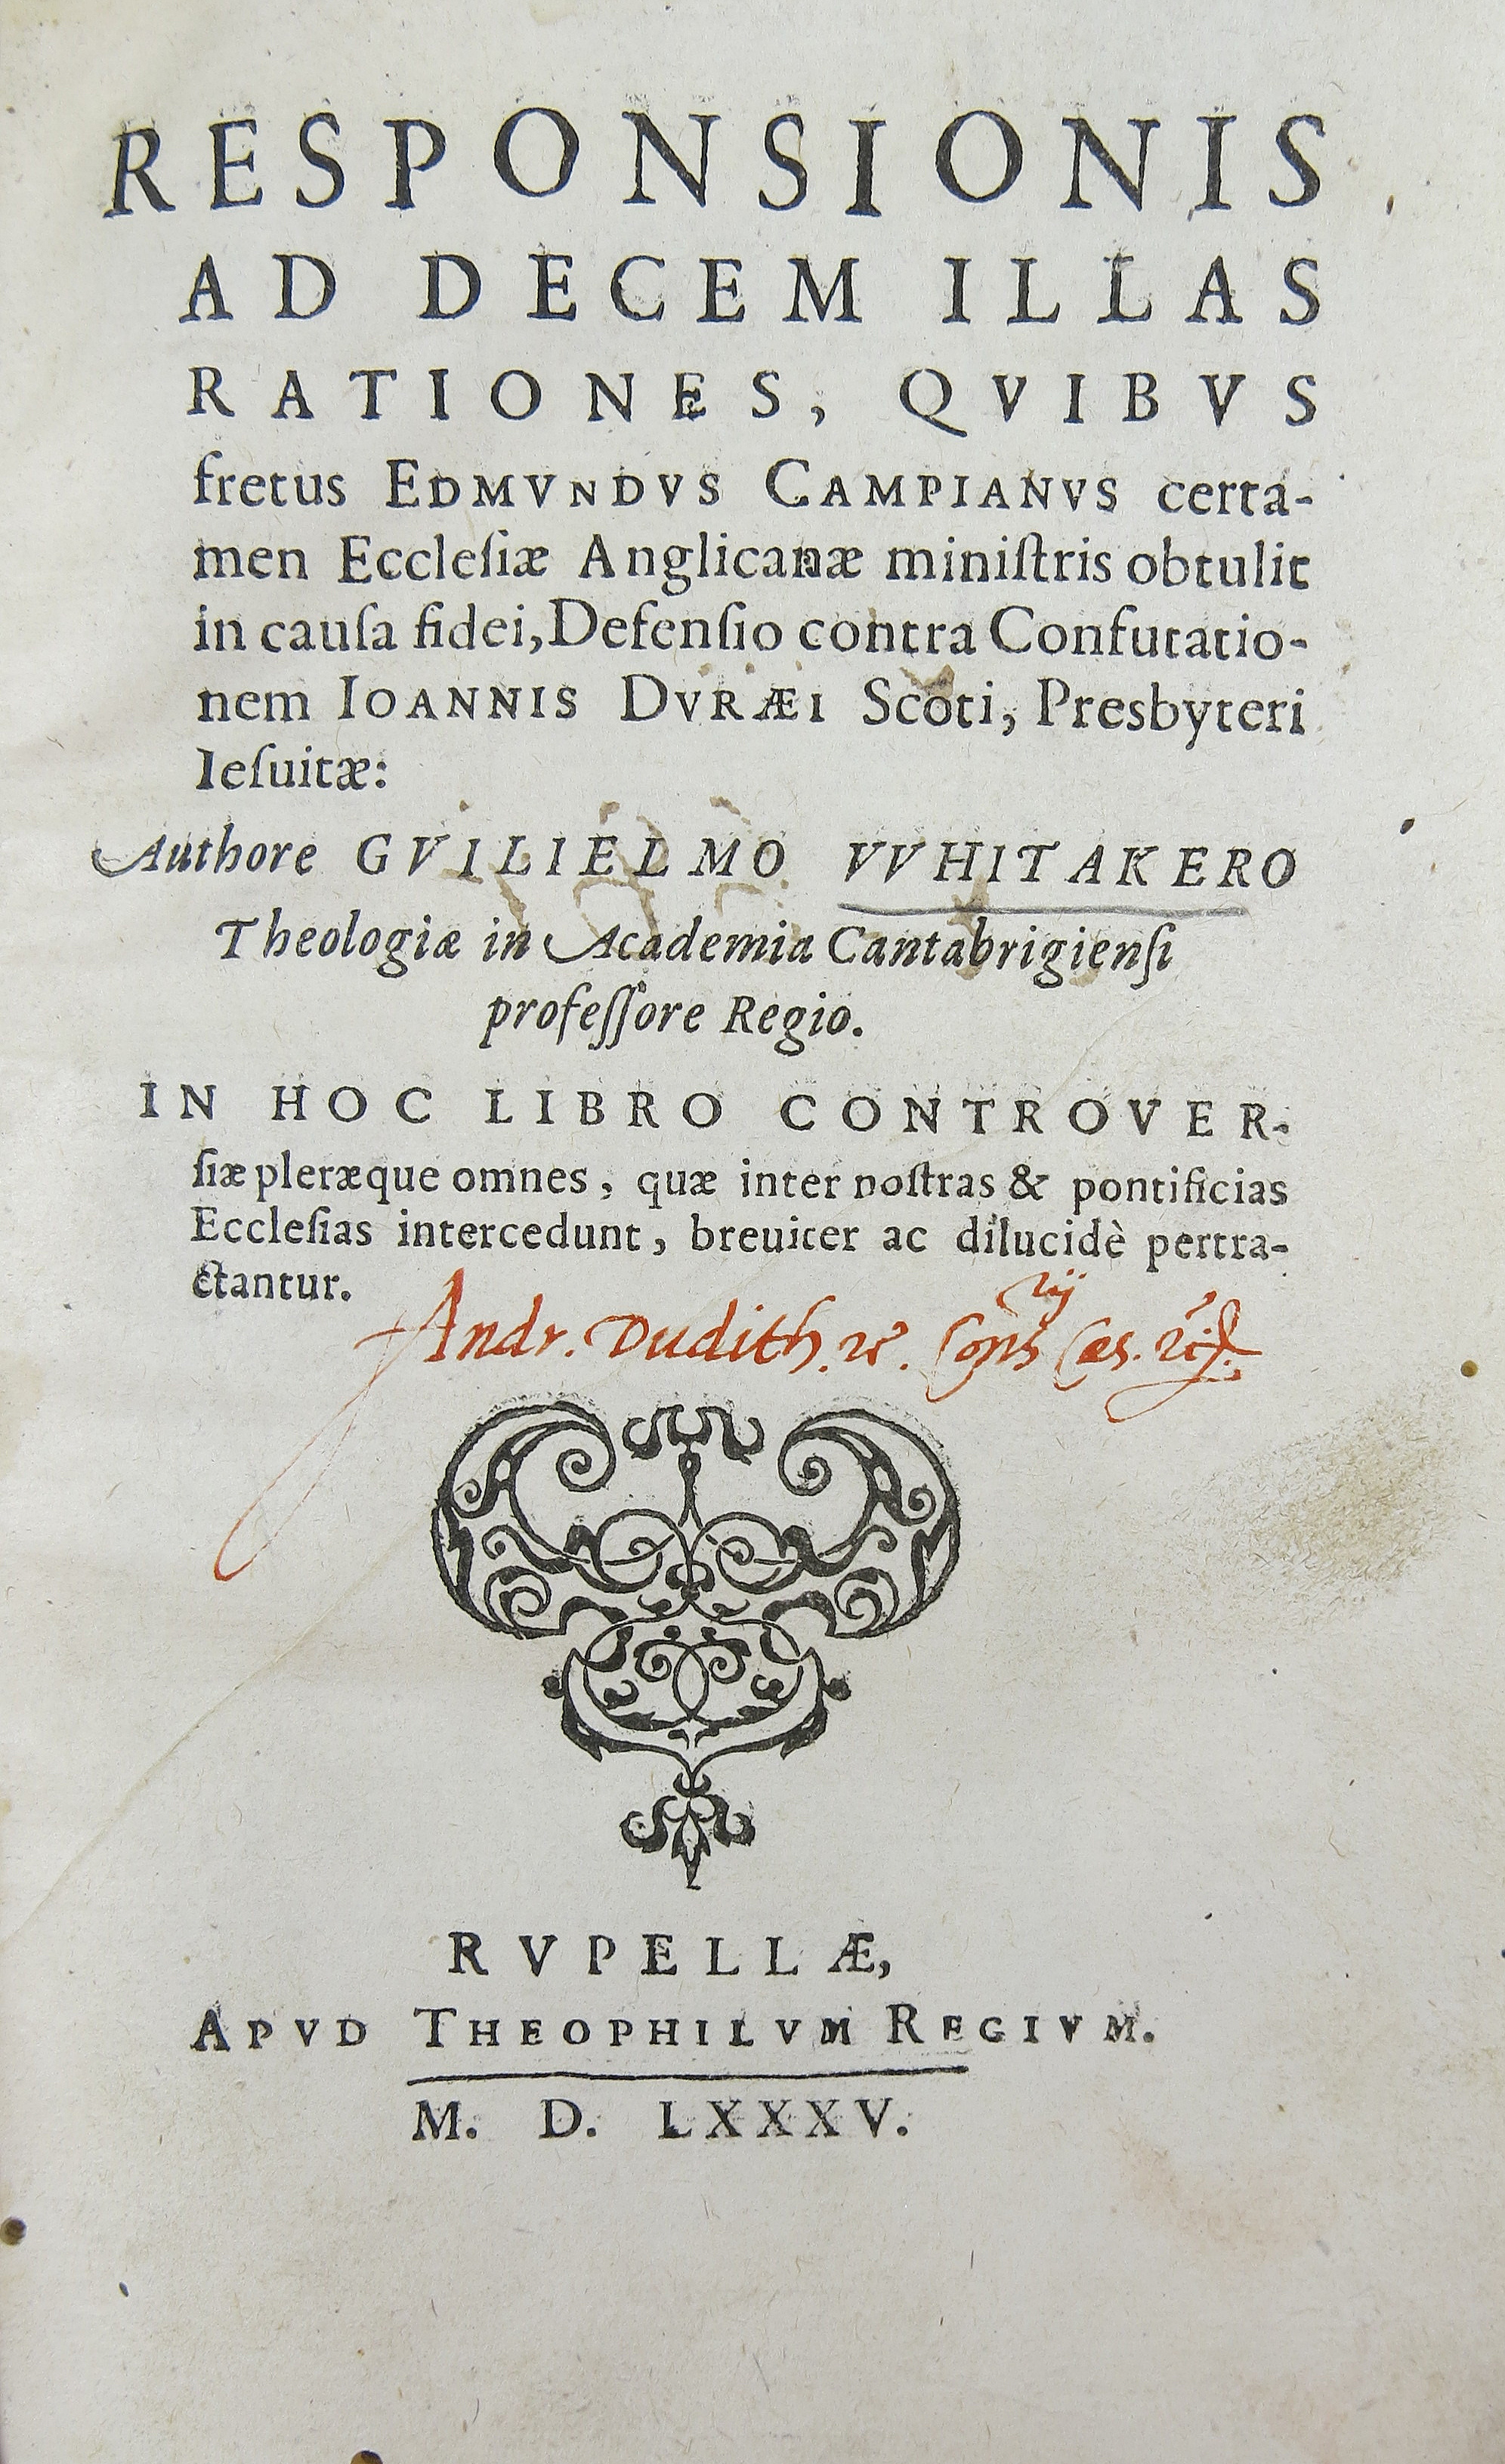 RESPONSIONIS
AD DECEM ILLAS
RATIONES, QVIBVS
fretus EDMVNDVS CAMPIANVS certa-
men Eccleſiæ Anglicanæ miniſtris obtulit
in cauſa fidei, Defenſio contra Confutatio-
nem IOANNIS DVRÆI Scoti, Presbyteri
Ieſuitæ:
Authore GVILIELMO VVHITAKERO
Theologiæ in Academia Cantabrigienſi
profeſſore Regio.
IN HOC LIBRO CONTROVER-
ſiæ pleræque omnes, quæ inter noſtras & pontificias
Eccleſias intercedunt, breuiter ac dilucidè pertra-
ctantur.
Andr. Dudith.
RVPELLÆ,
APVD THEOPHILVM REGIVM.
M. D. LXXXV.